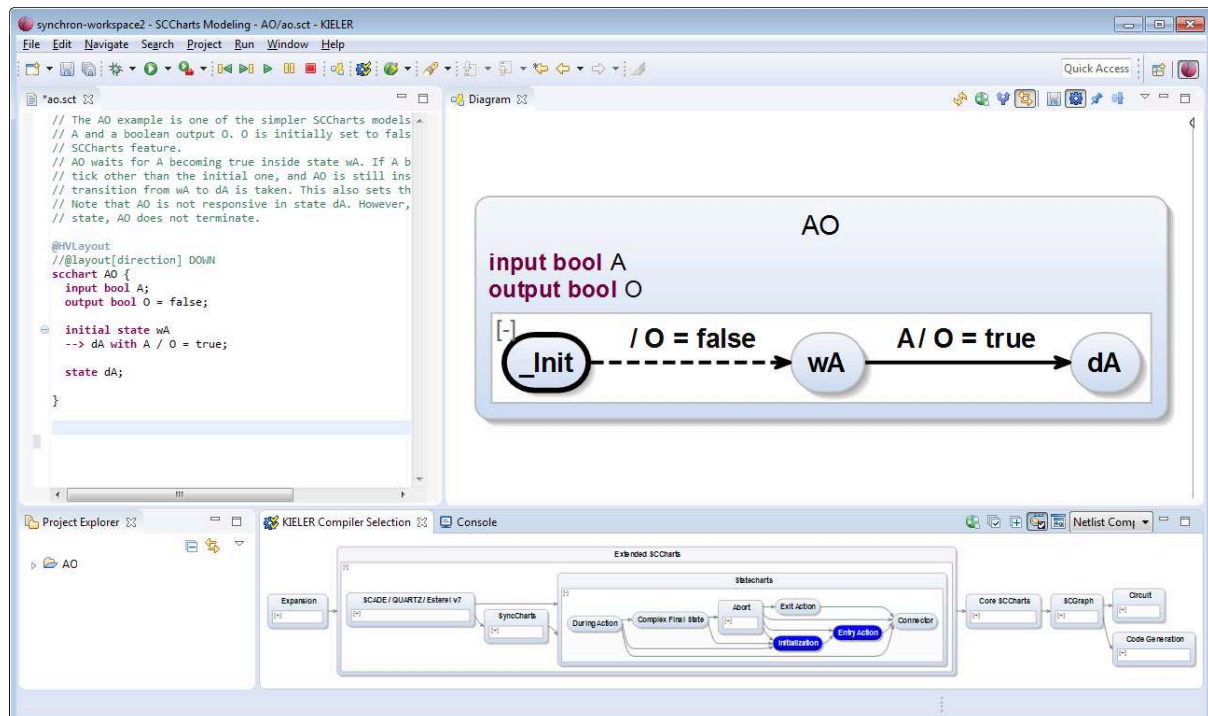 synchron-workspace2 - SCCharts Modeling - AO/ao.sct - KIELER
File Edit Navigate Search Project Run Window Help
Quick Access
*ao.sct
// The AO example is one of the simpler SCCharts models
// A and a boolean output O. O is initially set to fals
// SCCharts feature.
// AO waits for A becoming true inside state wA. If A b
// tick other than the initial one, and AO is still ins
// transition from wA to dA is taken. This also sets th
// Note that AO is not responsive in state dA. However,
// state, AO does not terminate.
@HVLayout
//@layout[direction] DOWN
scchart AO {
input bool A;
output bool O = false;
initial state wA
--> dA with A / O = true;
state dA;
}
Diagram
AO
input bool A
output bool O
[-]
_Init
/ O = false
wA
A / O = true
dA
Project Explorer
AO
KIELER Compiler Selection
Console
Netlist Comp
Expansion
[+]
Extended SCCharts
[-]
SCADE / QUARTZ / Esterel v7
[+]
SyncCharts
[+]
Statecharts
[-]
During Action
Complex Final State
Abort
[+]
Exit Action
Initialization
Entry Action
Connector
Core SCCharts
[+]
SCGraph
[+]
Circuit
[+]
Code Generation
[+]